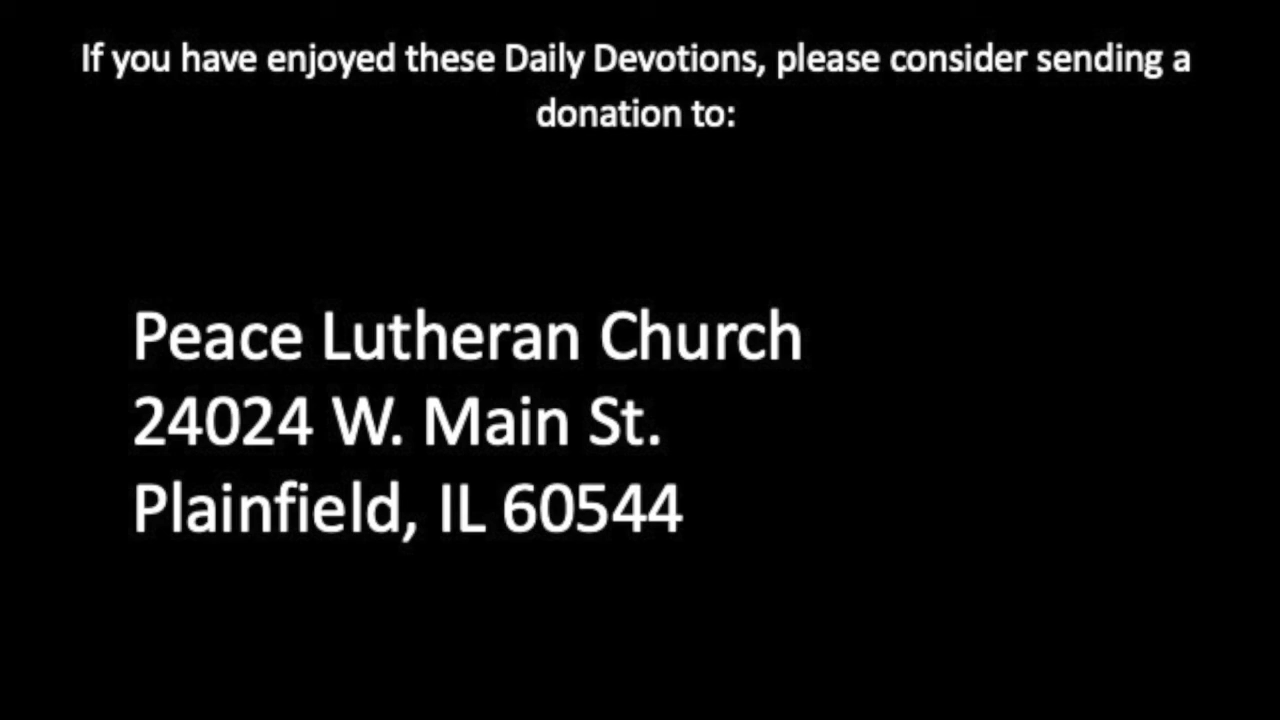 If you have enjoyed these Daily Devotions, please consider sending a
donation to:
Peace Lutheran Church
24024 W. Main St.
Plainfield, IL 60544